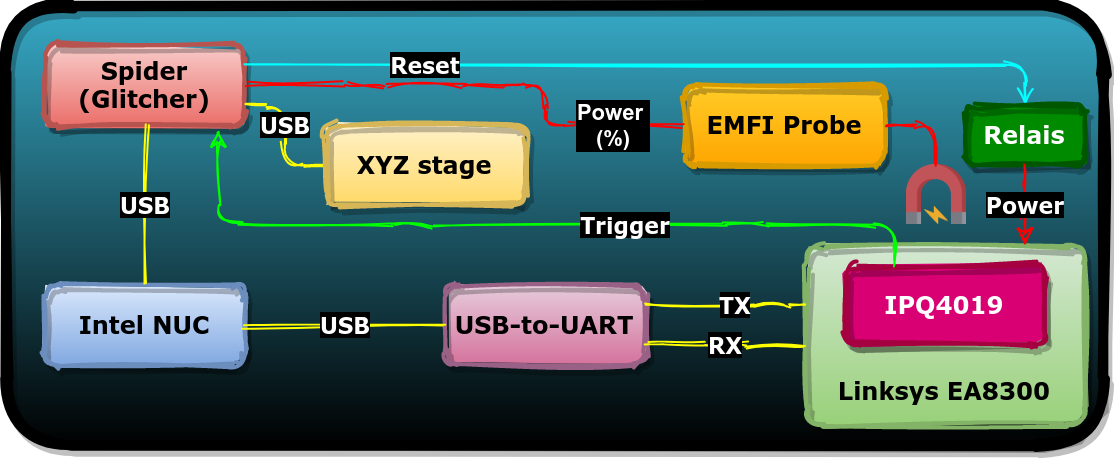 Spider
(Glitcher)
Reset
USB
Power
(%)
EMFI Probe
Relais
XYZ stage
USB
Power
Trigger
Intel NUC
USB
USB-to-UART
TX
RX
IPQ4019
Linksys EA8300